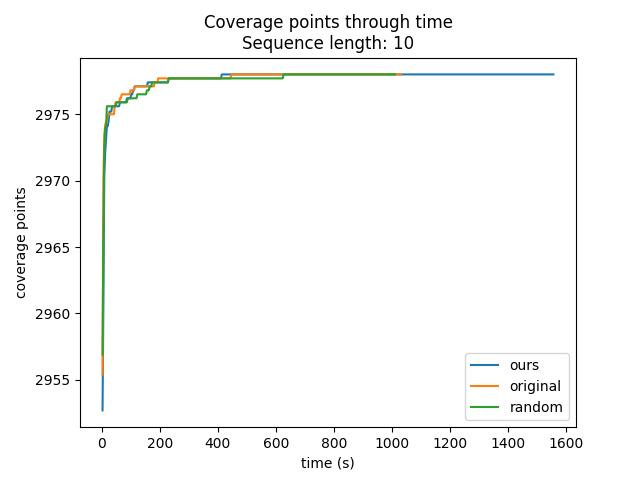 Coverage points through time
Sequence length: 10
coverage points
2975
2970
2965
2960
2955
0 200 400 600 800 1000 1200 1400 1600
time (s)
ours
original
random